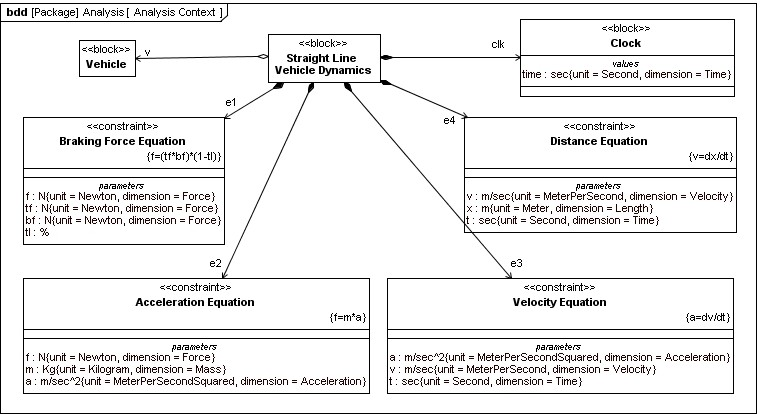 bdd [Package] Analysis [ Analysis Context ]
<<block>>
Vehicle
v
<<block>>
Straight Line
Vehicle Dynamics
clk
<<block>>
Clock
values
time : sec{unit = Second, dimension = Time}
e1
<<constraint>>
Braking Force Equation
{f=(tf*bf)*(1-tl)}
parameters
f : N{unit = Newton, dimension = Force}
tf : N{unit = Newton, dimension = Force}
bf : N{unit = Newton, dimension = Force}
tl : %
e4
<<constraint>>
Distance Equation
{v=dx/dt}
parameters
v : m/sec{unit = MeterPerSecond, dimension = Velocity}
x : m{unit = Meter, dimension = Length}
t : sec{unit = Second, dimension = Time}
e2
<<constraint>>
Acceleration Equation
{f=m*a}
parameters
f : N{unit = Newton, dimension = Force}
m : Kg{unit = Kilogram, dimension = Mass}
a : m/sec^2{unit = MeterPerSecondSquared, dimension = Acceleration}
e3
<<constraint>>
Velocity Equation
{a=dv/dt}
parameters
a : m/sec^2{unit = MeterPerSecondSquared, dimension = Acceleration}
v : m/sec{unit = MeterPerSecond, dimension = Velocity}
t : sec{unit = Second, dimension = Time}